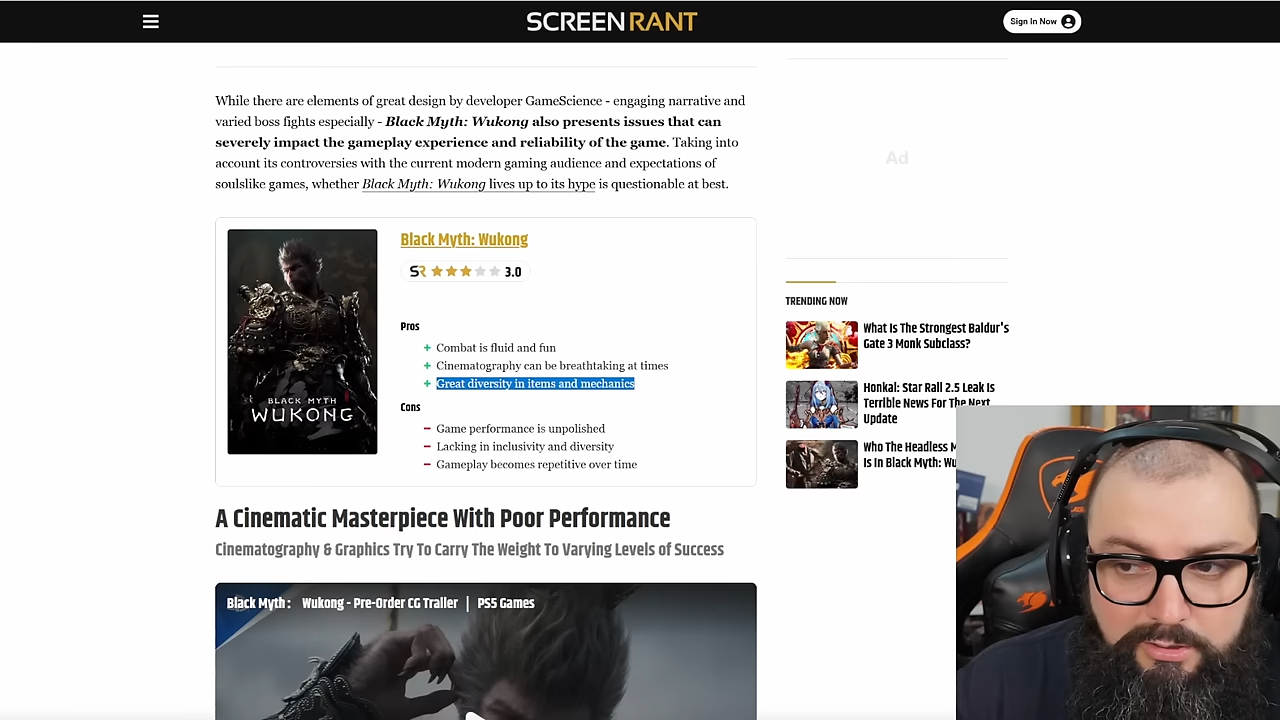 SCREENRANT
Sign In Now
While there are elements of great design by developer GameScience - engaging narrative and
varied boss fights especially - Black Myth: Wukong also presents issues that can
severely impact the gameplay experience and reliability of the game. Taking into
account its controversies with the current modern gaming audience and expectations of
soulslike games, whether Black Myth: Wukong lives up to its hype is questionable at best.
Ad
BLACK MYTH
WUKONG
Black Myth: Wukong
SR 3.0
Pros
+ Combat is fluid and fun
+ Cinematography can be breathtaking at times
+ Great diversity in items and mechanics
Cons
− Game performance is unpolished
− Lacking in inclusivity and diversity
− Gameplay becomes repetitive over time
TRENDING NOW
What Is The Strongest Baldur's
Gate 3 Monk Subclass?
Honkai: Star Rail 2.5 Leak Is
Terrible News For The Next
Update
Who The Headless
Is In Black Myth:
A Cinematic Masterpiece With Poor Performance
Cinematography & Graphics Try To Carry The Weight To Varying Levels of Success
Black Myth: Wukong - Pre-Order CG Trailer | PS5 Games
COUGAR